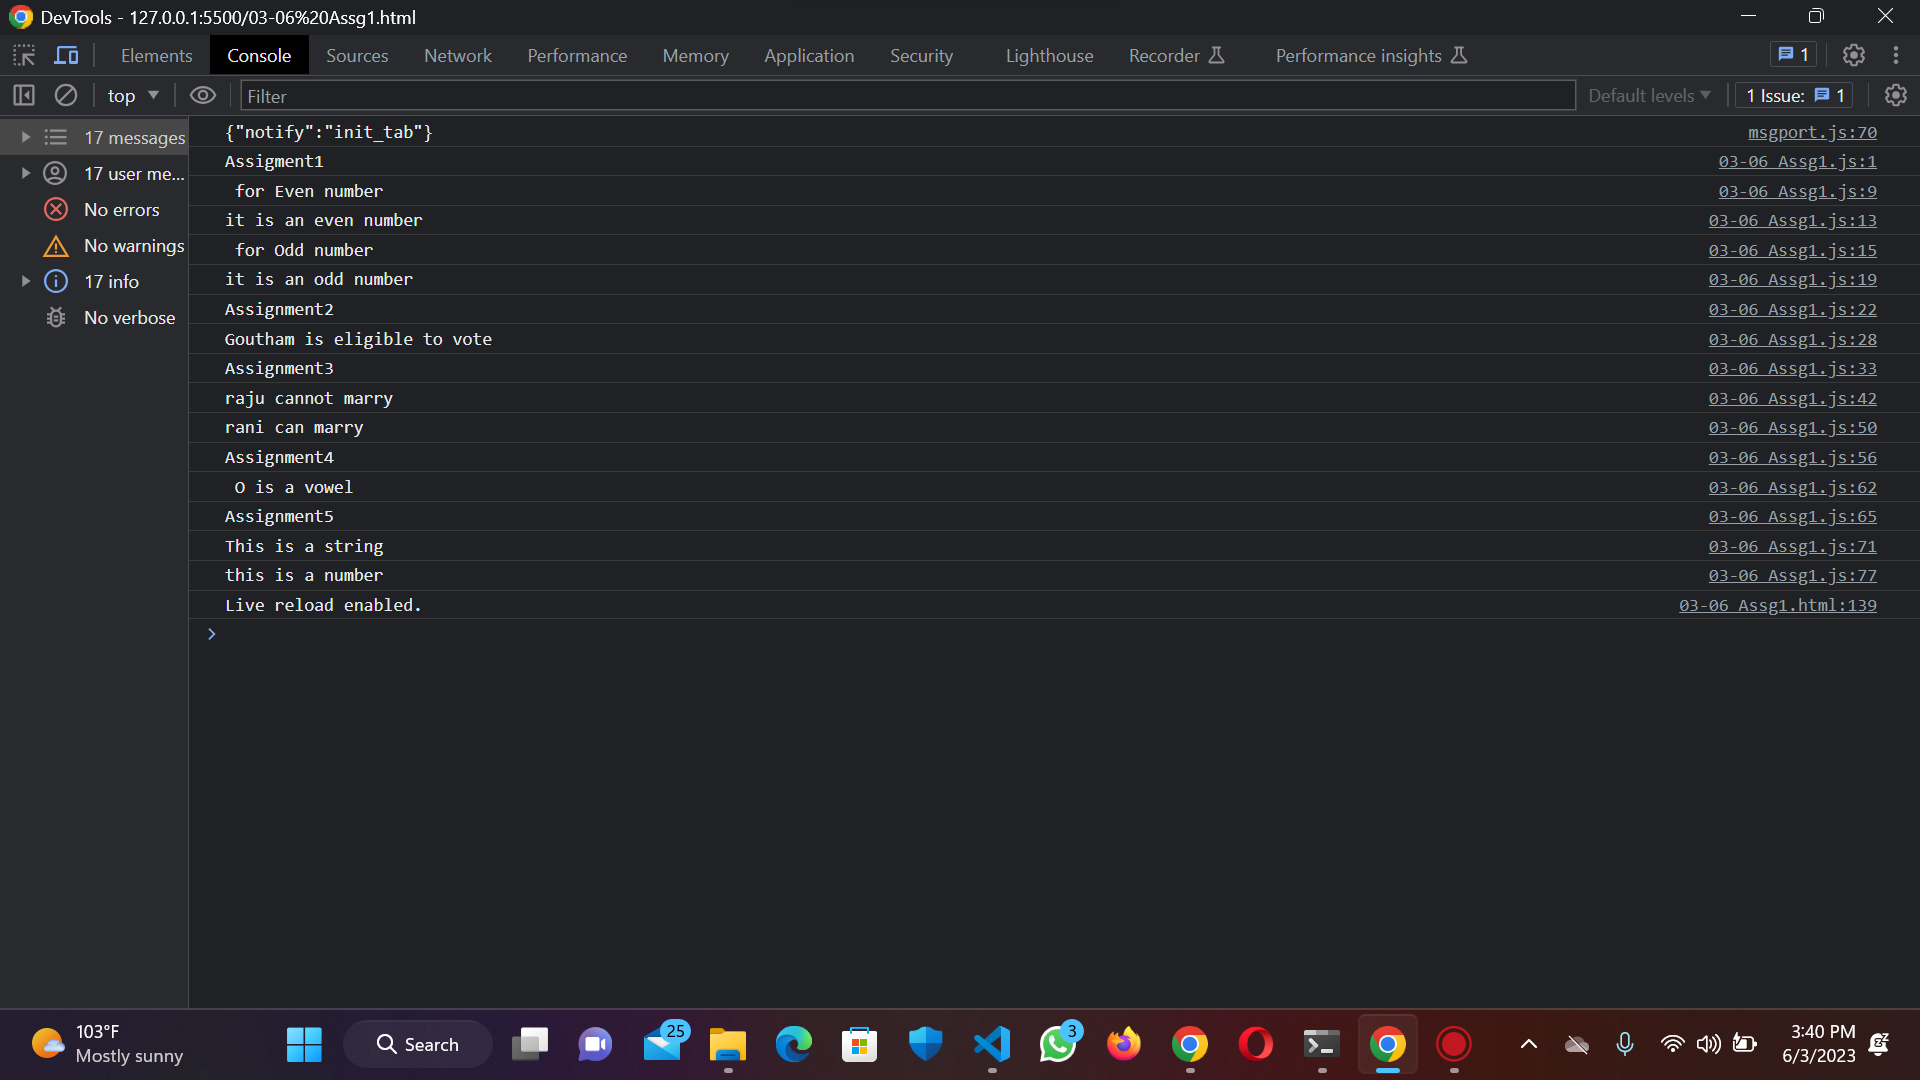 DevTools - 127.0.0.1:5500/03-06%20Assg1.html
Elements Console Sources Network Performance Memory Application Security Lighthouse Recorder Performance insights 1
top Filter Default levels 1 Issue: 1
17 messages
17 user me...
No errors
No warnings
17 info
No verbose
{"notify":"init_tab"} msgport.js:70
Assigment1 03-06 Assg1.js:1
for Even number 03-06 Assg1.js:9
it is an even number 03-06 Assg1.js:13
for Odd number 03-06 Assg1.js:15
it is an odd number 03-06 Assg1.js:19
Assignment2 03-06 Assg1.js:22
Goutham is eligible to vote 03-06 Assg1.js:28
Assignment3 03-06 Assg1.js:33
raju cannot marry 03-06 Assg1.js:42
rani can marry 03-06 Assg1.js:50
Assignment4 03-06 Assg1.js:56
O is a vowel 03-06 Assg1.js:62
Assignment5 03-06 Assg1.js:65
This is a string 03-06 Assg1.js:71
this is a number 03-06 Assg1.js:77
Live reload enabled. 03-06 Assg1.html:139
103°F
Mostly sunny
Search
25
3
3:40 PM
6/3/2023